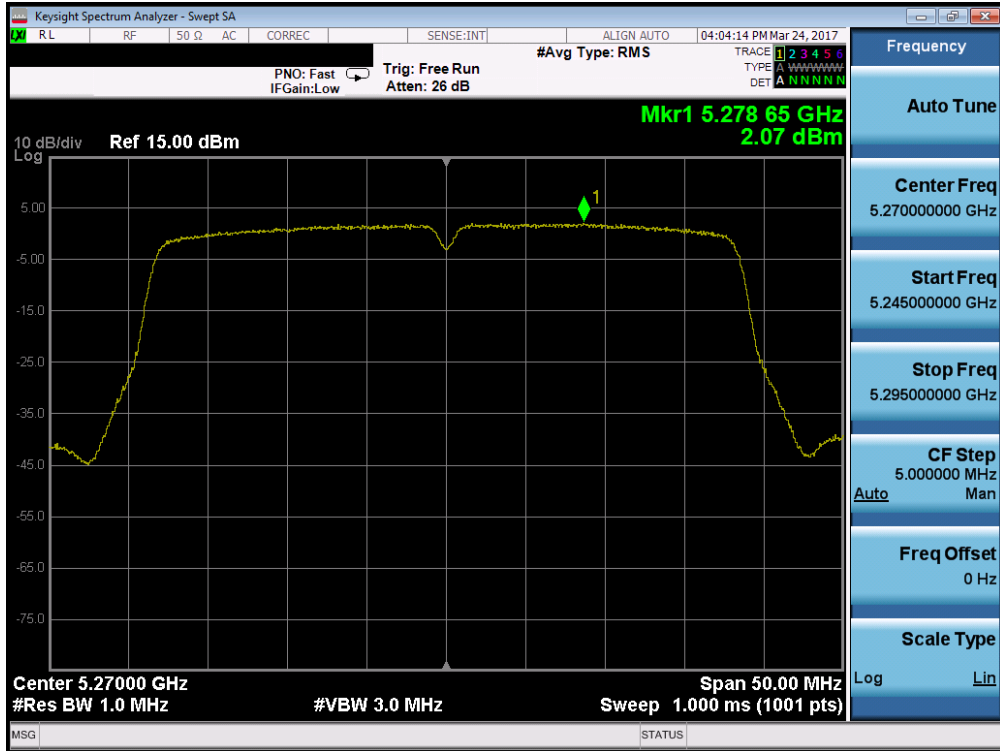 Keysight Spectrum Analyzer - Swept SA
LXI RL RF 50 Ω AC CORREC SENSE:INT ALIGN AUTO 04:04:14 PM Mar 24, 2017
#Avg Type: RMS TRACE 1 2 3 4 5 6
PNO: Fast Trig: Free Run TYPE A WWWWW
IFGain:Low Atten: 26 dB DET A N N N N N
Mkr1 5.278 65 GHz
2.07 dBm
10 dB/div Ref 15.00 dBm
Log
1
5.00
-5.00
-15.0
-25.0
-35.0
-45.0
-55.0
-65.0
-75.0
Center 5.27000 GHz Span 50.00 MHz
#Res BW 1.0 MHz #VBW 3.0 MHz Sweep 1.000 ms (1001 pts)
MSG STATUS
Frequency
Auto Tune
Center Freq
5.270000000 GHz
Start Freq
5.245000000 GHz
Stop Freq
5.295000000 GHz
CF Step
5.000000 MHz
Auto Man
Freq Offset
0 Hz
Scale Type
Log Lin